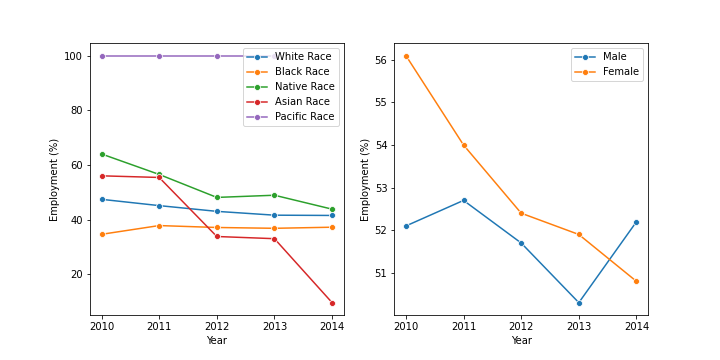 100
80
60
40
20
Employment (%)
2010 2011 2012 2013 2014
Year
White Race
Black Race
Native Race
Asian Race
Pacific Race
56
55
54
53
52
51
Employment (%)
2010 2011 2012 2013 2014
Year
Male
Female